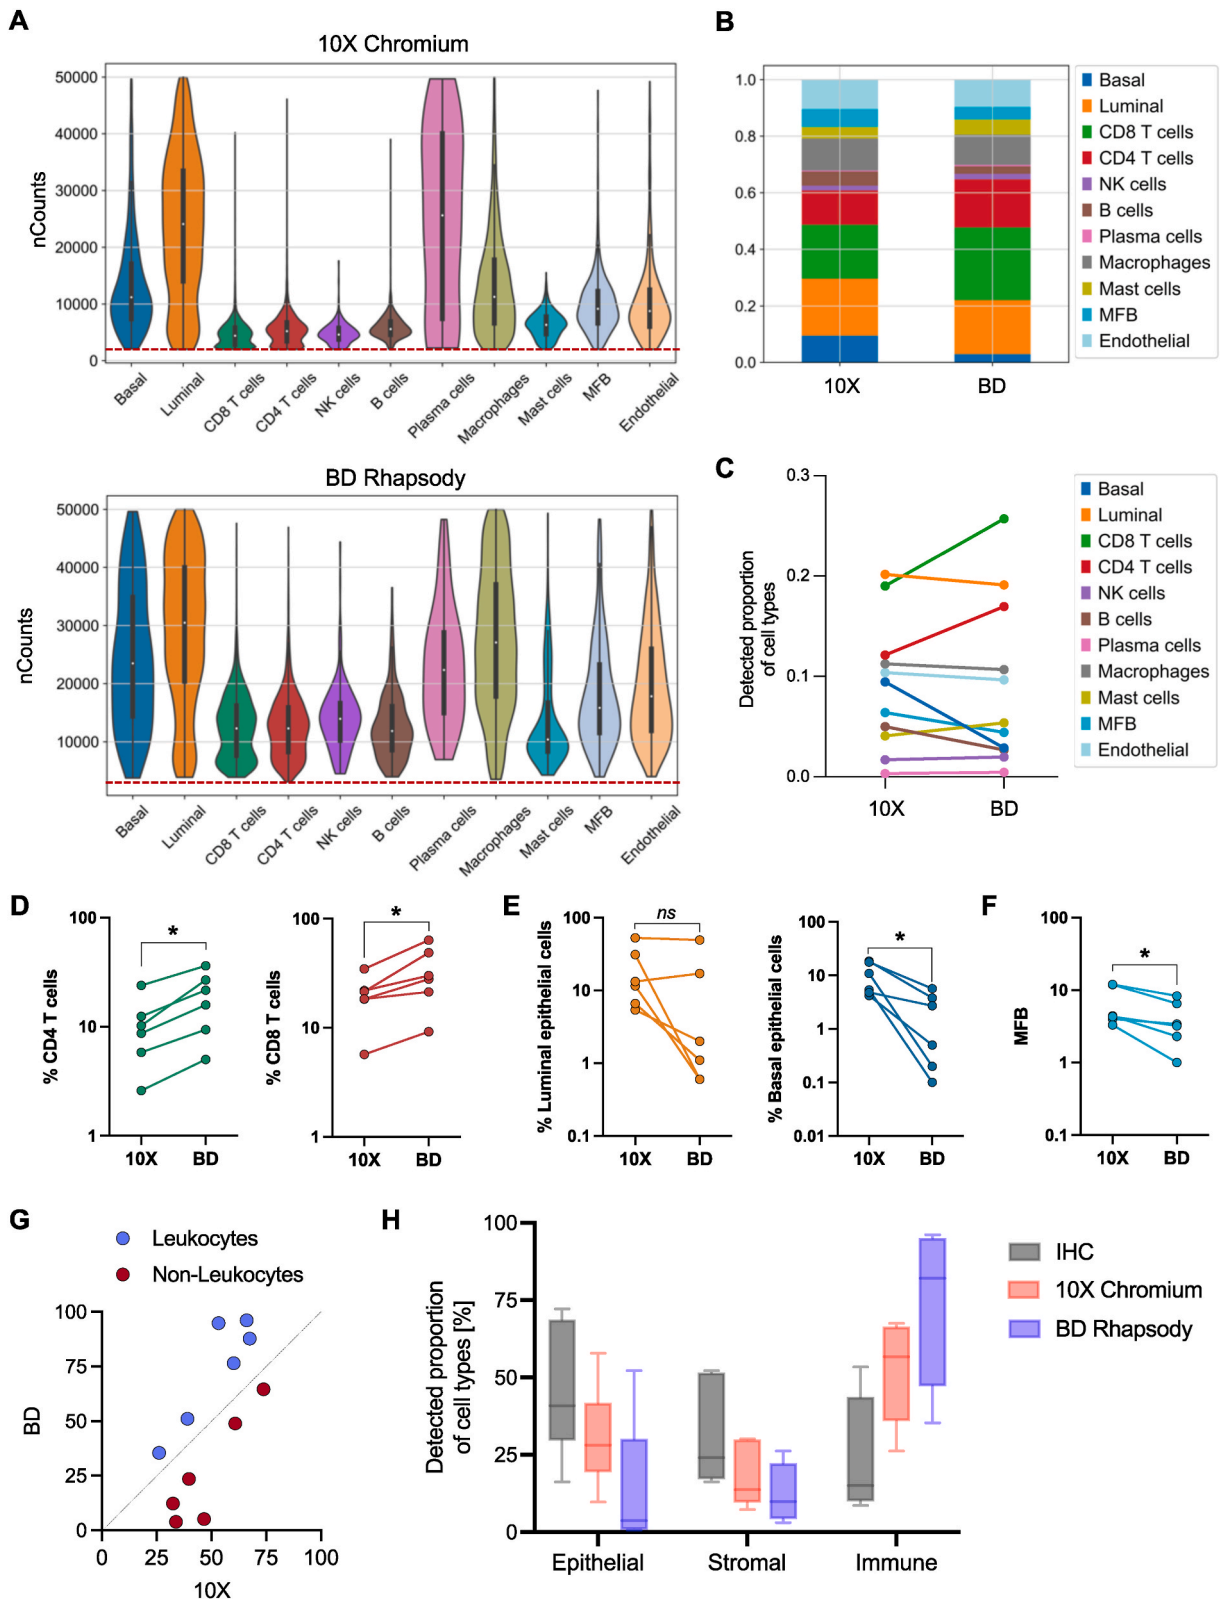 A
10X Chromium
nCounts
50000
40000
30000
20000
10000
0
Basal
Luminal
CD8 T cells
CD4 T cells
NK cells
B cells
Plasma cells
Macrophages
Mast cells
MFB
Endothelial
BD Rhapsody
nCounts
50000
40000
30000
20000
10000
Basal
Luminal
CD8 T cells
CD4 T cells
NK cells
B cells
Plasma cells
Macrophages
Mast cells
MFB
Endothelial
B
1.0
0.8
0.6
0.4
0.2
0.0
10X
BD
Basal
Luminal
CD8 T cells
CD4 T cells
NK cells
B cells
Plasma cells
Macrophages
Mast cells
MFB
Endothelial
C
Detected proportion
of cell types
0.3
0.2
0.1
0.0
10X
BD
Basal
Luminal
CD8 T cells
CD4 T cells
NK cells
B cells
Plasma cells
Macrophages
Mast cells
MFB
Endothelial
D
% CD4 T cells
100
10
1
*
10X
BD
% CD8 T cells
100
10
1
*
10X
BD
E
% Luminal epithelial cells
100
10
1
0.1
ns
10X
BD
% Basal epithelial cells
100
10
1
0.1
0.01
*
10X
BD
F
MFB
100
10
1
0.1
*
10X
BD
G
Leukocytes
Non-Leukocytes
BD
100
75
50
25
0
0
25
50
75
100
10X
H
Detected proportion
of cell types [%]
100
75
50
25
0
Epithelial
Stromal
Immune
IHC
10X Chromium
BD Rhapsody